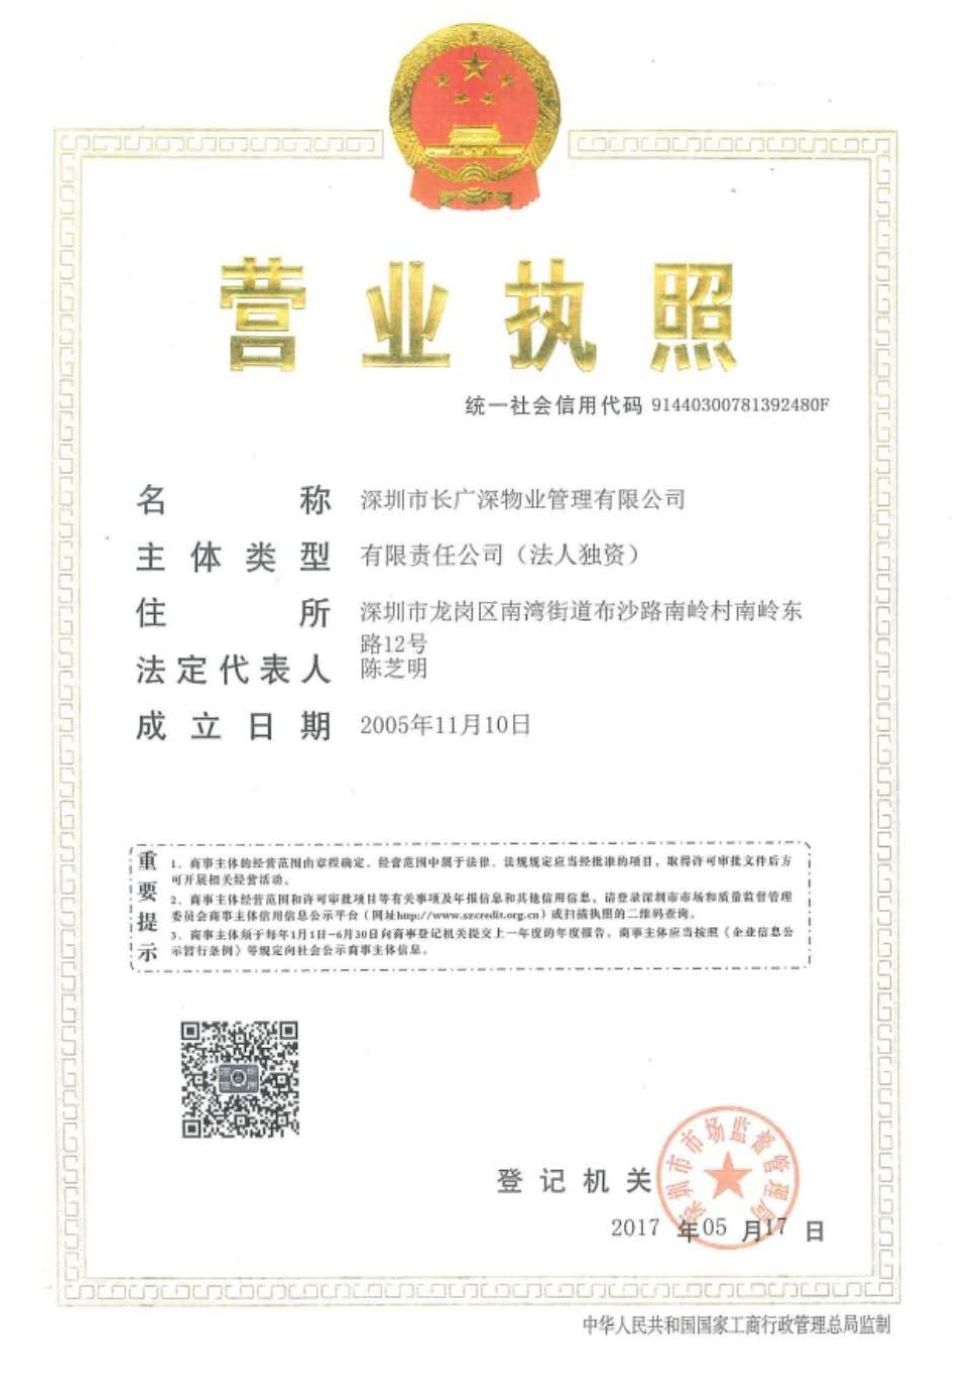 营业执照
统一社会信用代码 91440300781392480F
名称 深圳市长广深物业管理有限公司
主体类型 有限责任公司（法人独资）
住所 深圳市龙岗区南湾街道布沙路南岭村南岭东
路12号
法定代表人 陈芝明
成立日期 2005年11月10日
重要提示
1、商事主体的经营范围由章程确定。经营范围中属于法律、法规规定应当经批准的项目，取得许可审批文件后方
可开展相关经营活动。
2、商事主体经营范围和许可审批项目等有关事项及年报信息和其他信用信息，请登录深圳市市场和质量监督管理
委员会商事主体信用信息公示平台（网址http://www.szcredit.org.cn）或扫描执照的二维码查询。
3、商事主体须于每年1月1日-6月30日向商事登记机关提交上一年度的年度报告。商事主体应当按照《企业信息公
示暂行条例》等规定向社会公示商事主体信息。
深圳市市场监督管理局
登记机关
2017 年05 月17 日
中华人民共和国国家工商行政管理总局监制